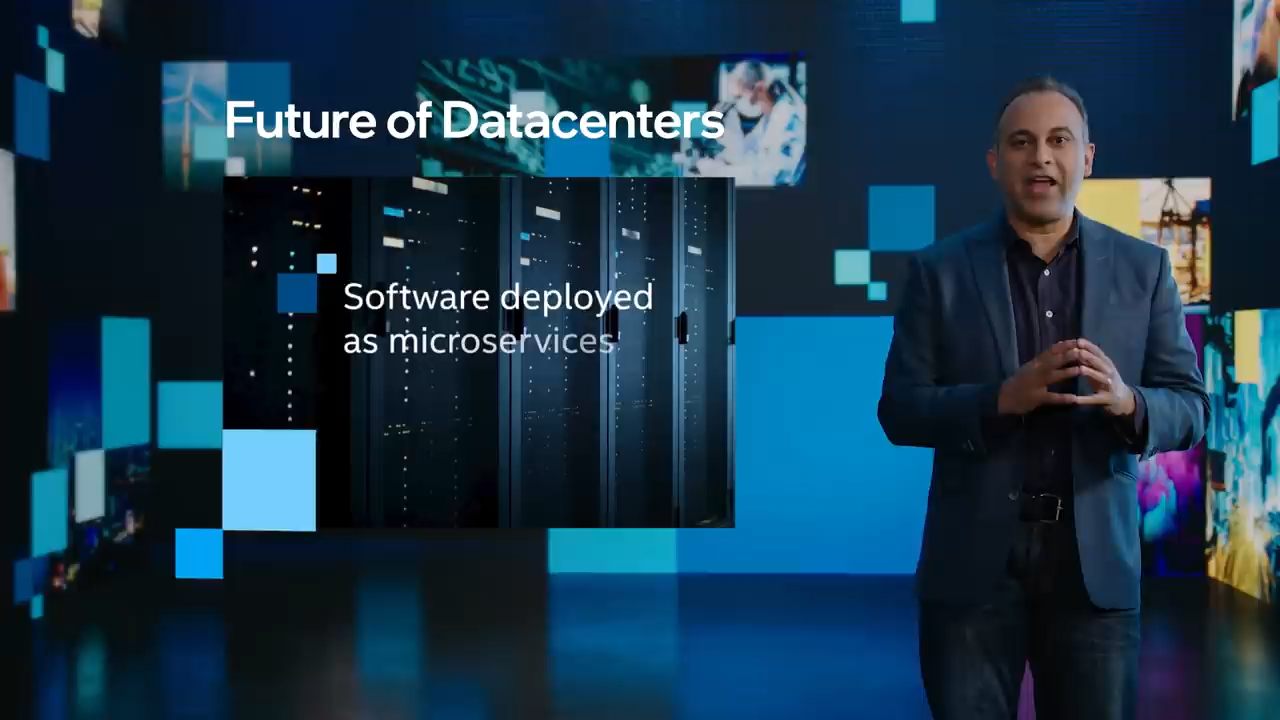 Future of Datacenters
Software deployed
as microservices